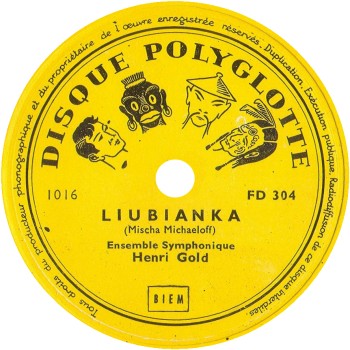 Tous droits du producteur phonographique et du propriétaire de l'œuvre enregistrée réservés. Duplication, Exécution publique, Radiodiffusion de ce disque interdites.
DISQUE POLYGLOTTE
1016
FD 304
LIUBIANKA
(Mischa Michaeloff)
Ensemble Symphonique
Henri Gold
BIEM